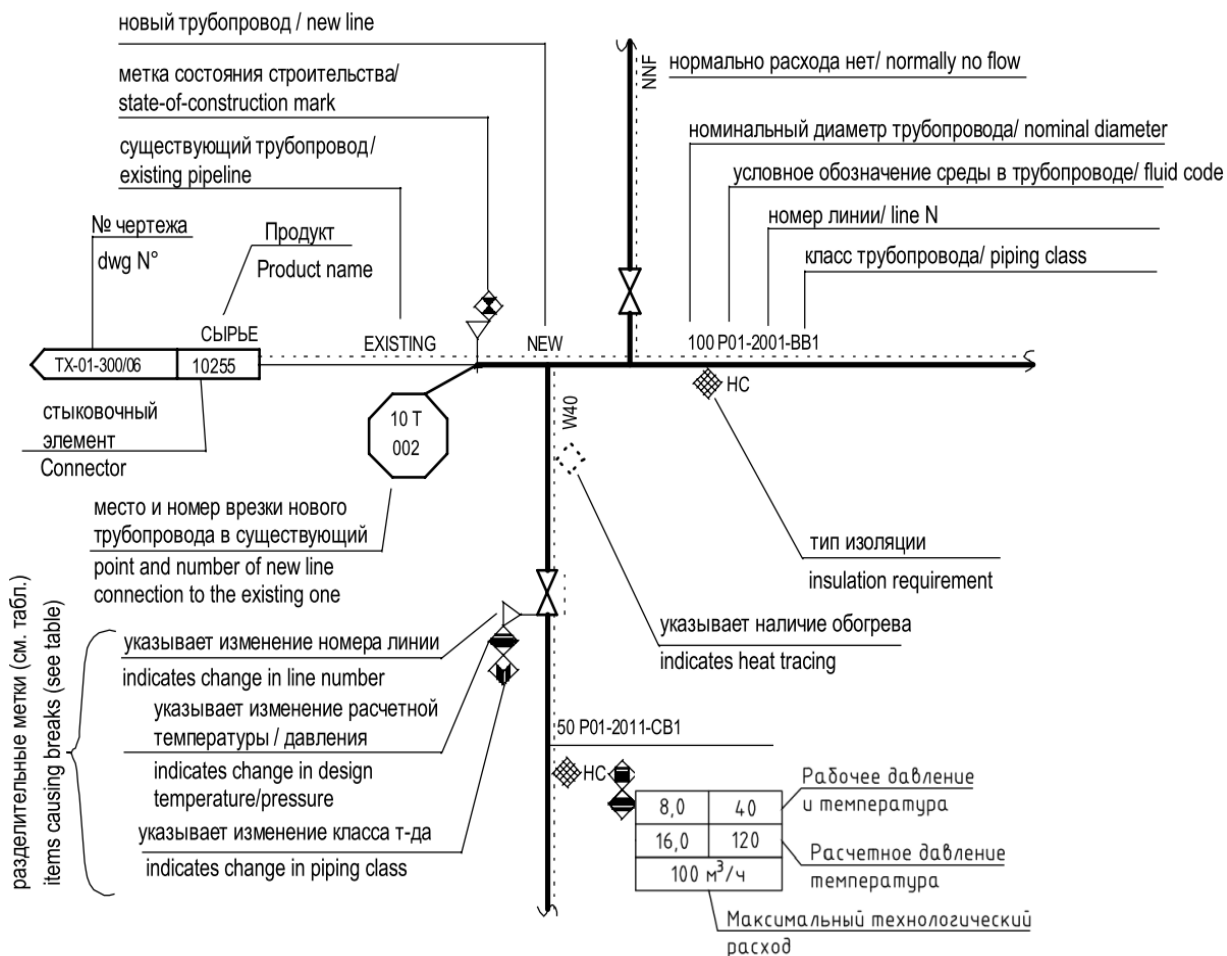 новый трубопровод / new line
метка состояния строительства/
state-of-construction mark
существующий трубопровод /
existing pipeline
№ чертежа
dwg N°
Продукт
Product name
СЫРЬЕ
EXISTING
NEW
TX-01-300/06
10255
стыковочный
элемент
Connector
10 T
002
NNF
нормально расхода нет/ normally no flow
номинальный диаметр трубопровода/ nominal diameter
условное обозначение среды в трубопроводе/ fluid code
номер линии/ line N
класс трубопровода/ piping class
100 P01-2001-BB1
HC
W40
место и номер врезки нового
трубопровода в существующий
point and number of new line
connection to the existing one
тип изоляции
insulation requirement
указывает наличие обогрева
indicates heat tracing
разделительные метки (см. табл.)
items causing breaks (see table)
указывает изменение номера линии
indicates change in line number
указывает изменение расчетной
температуры / давления
indicates change in design
temperature/pressure
указывает изменение класса т-да
indicates change in piping class
50 P01-2011-CB1
HC
8,0
40
16,0
120
100 м³/ч
Рабочее давление
и температура
Расчетное давление
температура
Максимальный технологический
расход